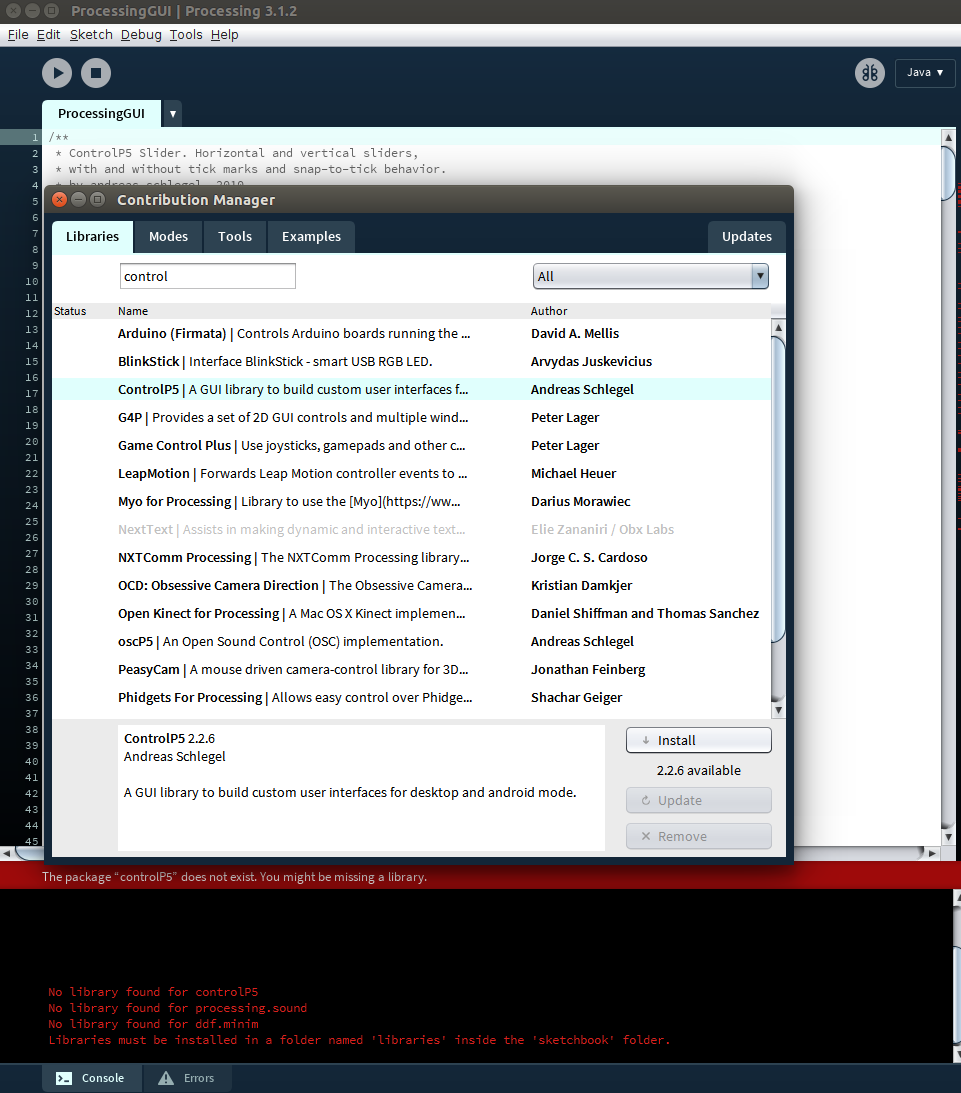 ProcessingGUI | Processing 3.1.2
File Edit Sketch Debug Tools Help
Java ▼
ProcessingGUI ▼
1 /**
2 * ControlP5 Slider. Horizontal and vertical sliders,
3 * with and without tick marks and snap-to-tick behavior.
4 * by andreas schlegel, 2010
5
6
7
8
9
10
11
12
13
14
15
16
17
18
19
20
21
22
23
24
25
26
27
28
29
30
31
32
33
34
35
36
37
38
39
40
41
42
43
44
45
Contribution Manager
Libraries Modes Tools Examples Updates
control All
Status Name Author
Arduino (Firmata) | Controls Arduino boards running the ... David A. Mellis
BlinkStick | Interface BlinkStick - smart USB RGB LED. Arvydas Juskevicius
ControlP5 | A GUI library to build custom user interfaces f... Andreas Schlegel
G4P | Provides a set of 2D GUI controls and multiple wind... Peter Lager
Game Control Plus | Use joysticks, gamepads and other c... Peter Lager
LeapMotion | Forwards Leap Motion controller events to ... Michael Heuer
Myo for Processing | Library to use the [Myo](https://ww... Darius Morawiec
NextText | Assists in making dynamic and interactive text... Elie Zananiri / Obx Labs
NXTComm Processing | The NXTComm Processing library... Jorge C. S. Cardoso
OCD: Obsessive Camera Direction | The Obsessive Camera... Kristian Damkjer
Open Kinect for Processing | A Mac OS X Kinect implemen... Daniel Shiffman and Thomas Sanchez
oscP5 | An Open Sound Control (OSC) implementation. Andreas Schlegel
PeasyCam | A mouse driven camera-control library for 3D... Jonathan Feinberg
Phidgets For Processing | Allows easy control over Phidge... Shachar Geiger
ControlP5 2.2.6
Andreas Schlegel
A GUI library to build custom user interfaces for desktop and android mode.
Install
2.2.6 available
Update
Remove
The package “controlP5” does not exist. You might be missing a library.
No library found for controlP5
No library found for processing.sound
No library found for ddf.minim
Libraries must be installed in a folder named 'libraries' inside the 'sketchbook' folder.
Console Errors